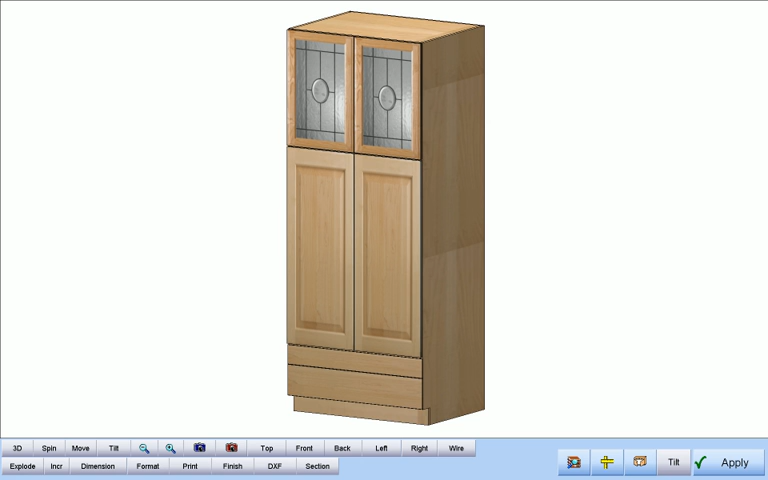 3D Spin Move Tilt Top Front Back Left Right Wire
Explode Incr Dimension Format Print Finish DXF Section
Tilt Apply